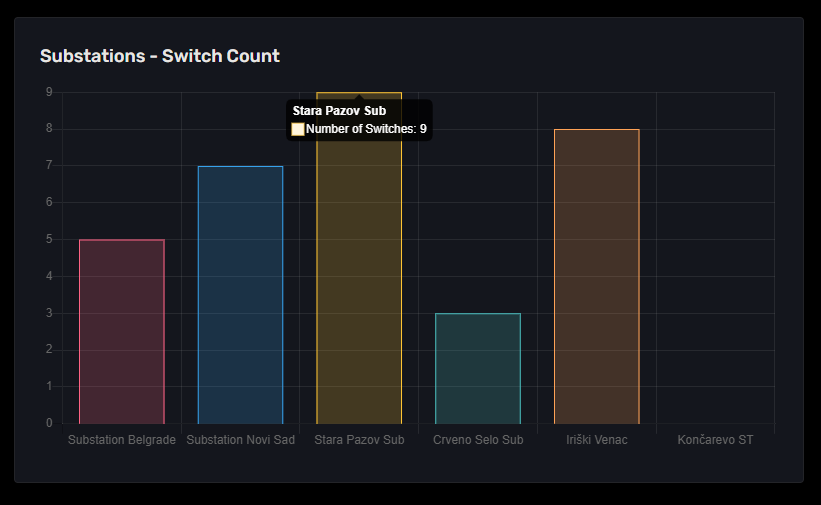 Substations - Switch Count
9
Stara Pazov Sub
Number of Switches: 9
8
7
6
5
4
3
2
1
0
Substation Belgrade Substation Novi Sad Stara Pazov Sub Crveno Selo Sub Iriški Venac Končarevo ST